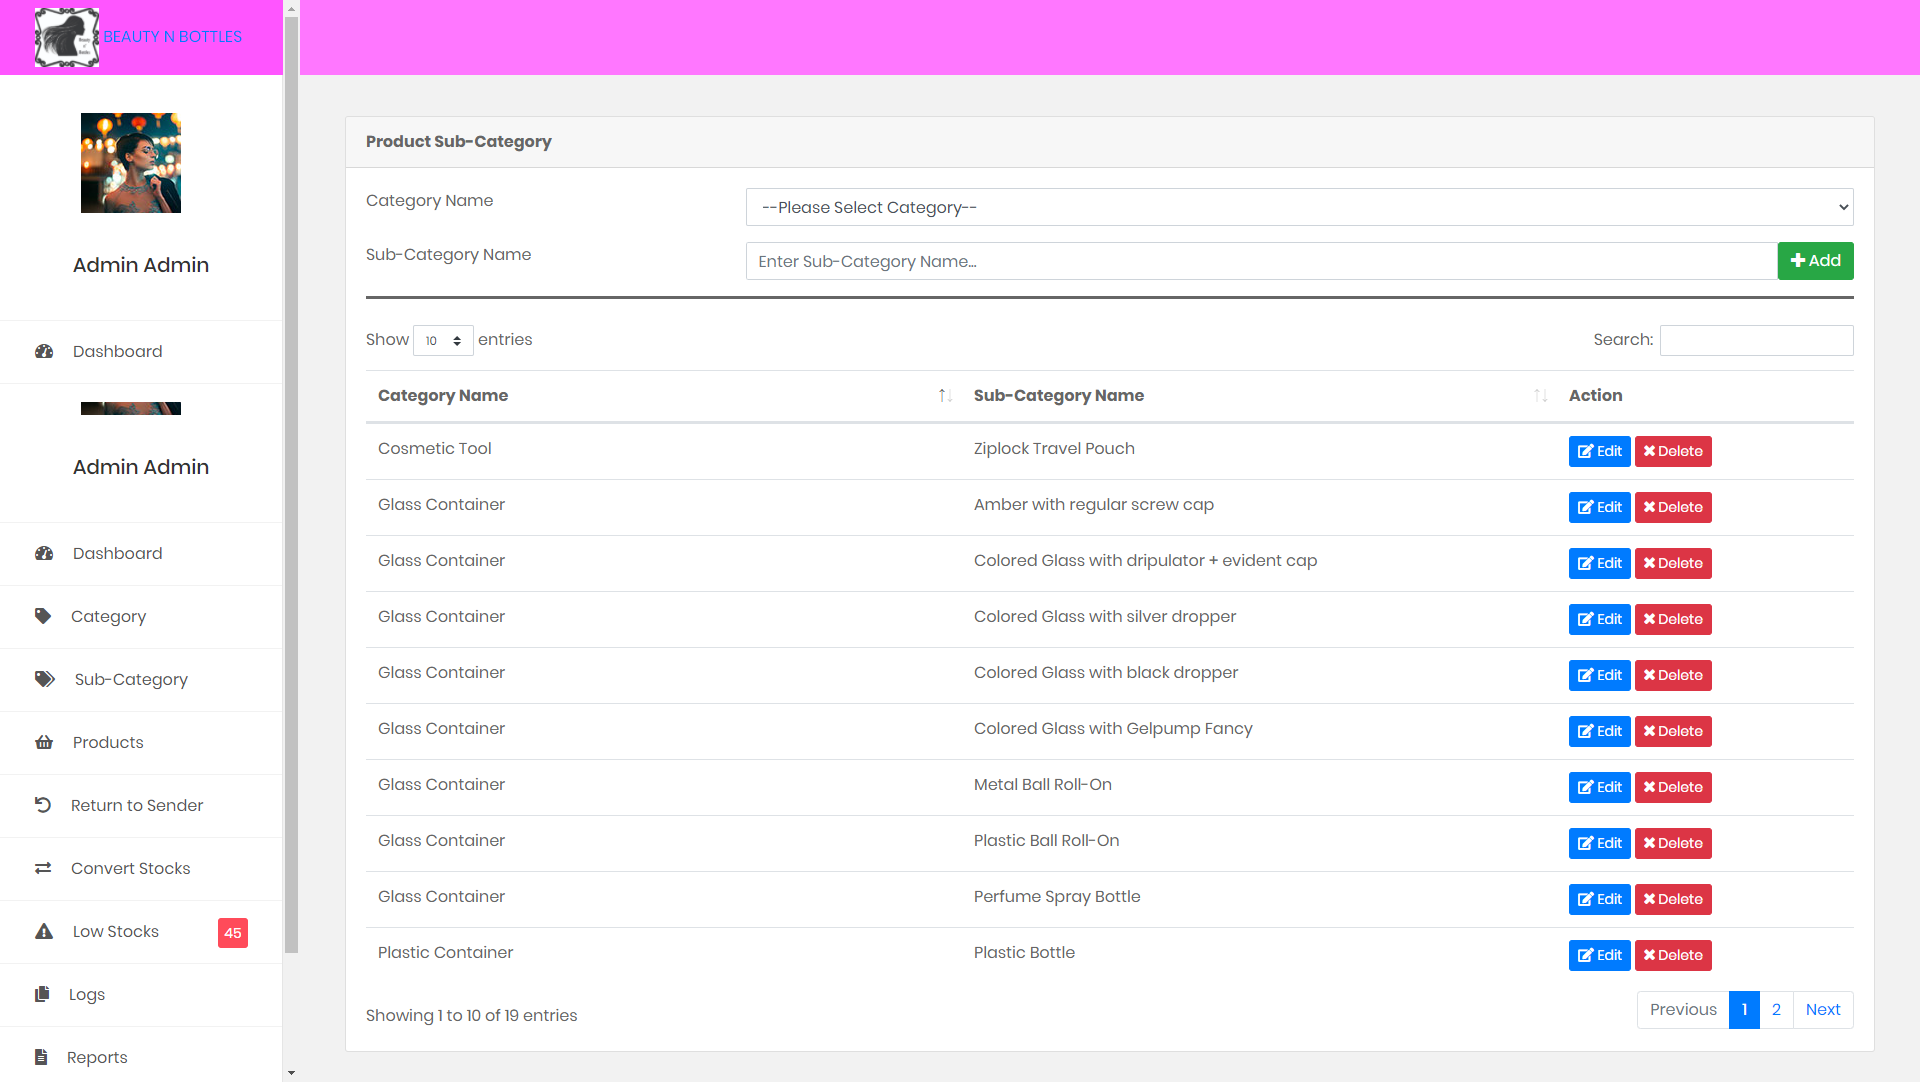 BEAUTY N BOTTLES
Admin Admin
Dashboard
Admin Admin
Dashboard
Category
Sub-Category
Products
Return to Sender
Convert Stocks
Low Stocks 45
Logs
Reports
Product Sub-Category
Category Name --Please Select Category--
Sub-Category Name Enter Sub-Category Name... Add
Show 10 entries Search:
Category Name Sub-Category Name Action
Cosmetic Tool Ziplock Travel Pouch Edit Delete
Glass Container Amber with regular screw cap Edit Delete
Glass Container Colored Glass with dripulator + evident cap Edit Delete
Glass Container Colored Glass with silver dropper Edit Delete
Glass Container Colored Glass with black dropper Edit Delete
Glass Container Colored Glass with Gelpump Fancy Edit Delete
Glass Container Metal Ball Roll-On Edit Delete
Glass Container Plastic Ball Roll-On Edit Delete
Glass Container Perfume Spray Bottle Edit Delete
Plastic Container Plastic Bottle Edit Delete
Showing 1 to 10 of 19 entries Previous 1 2 Next